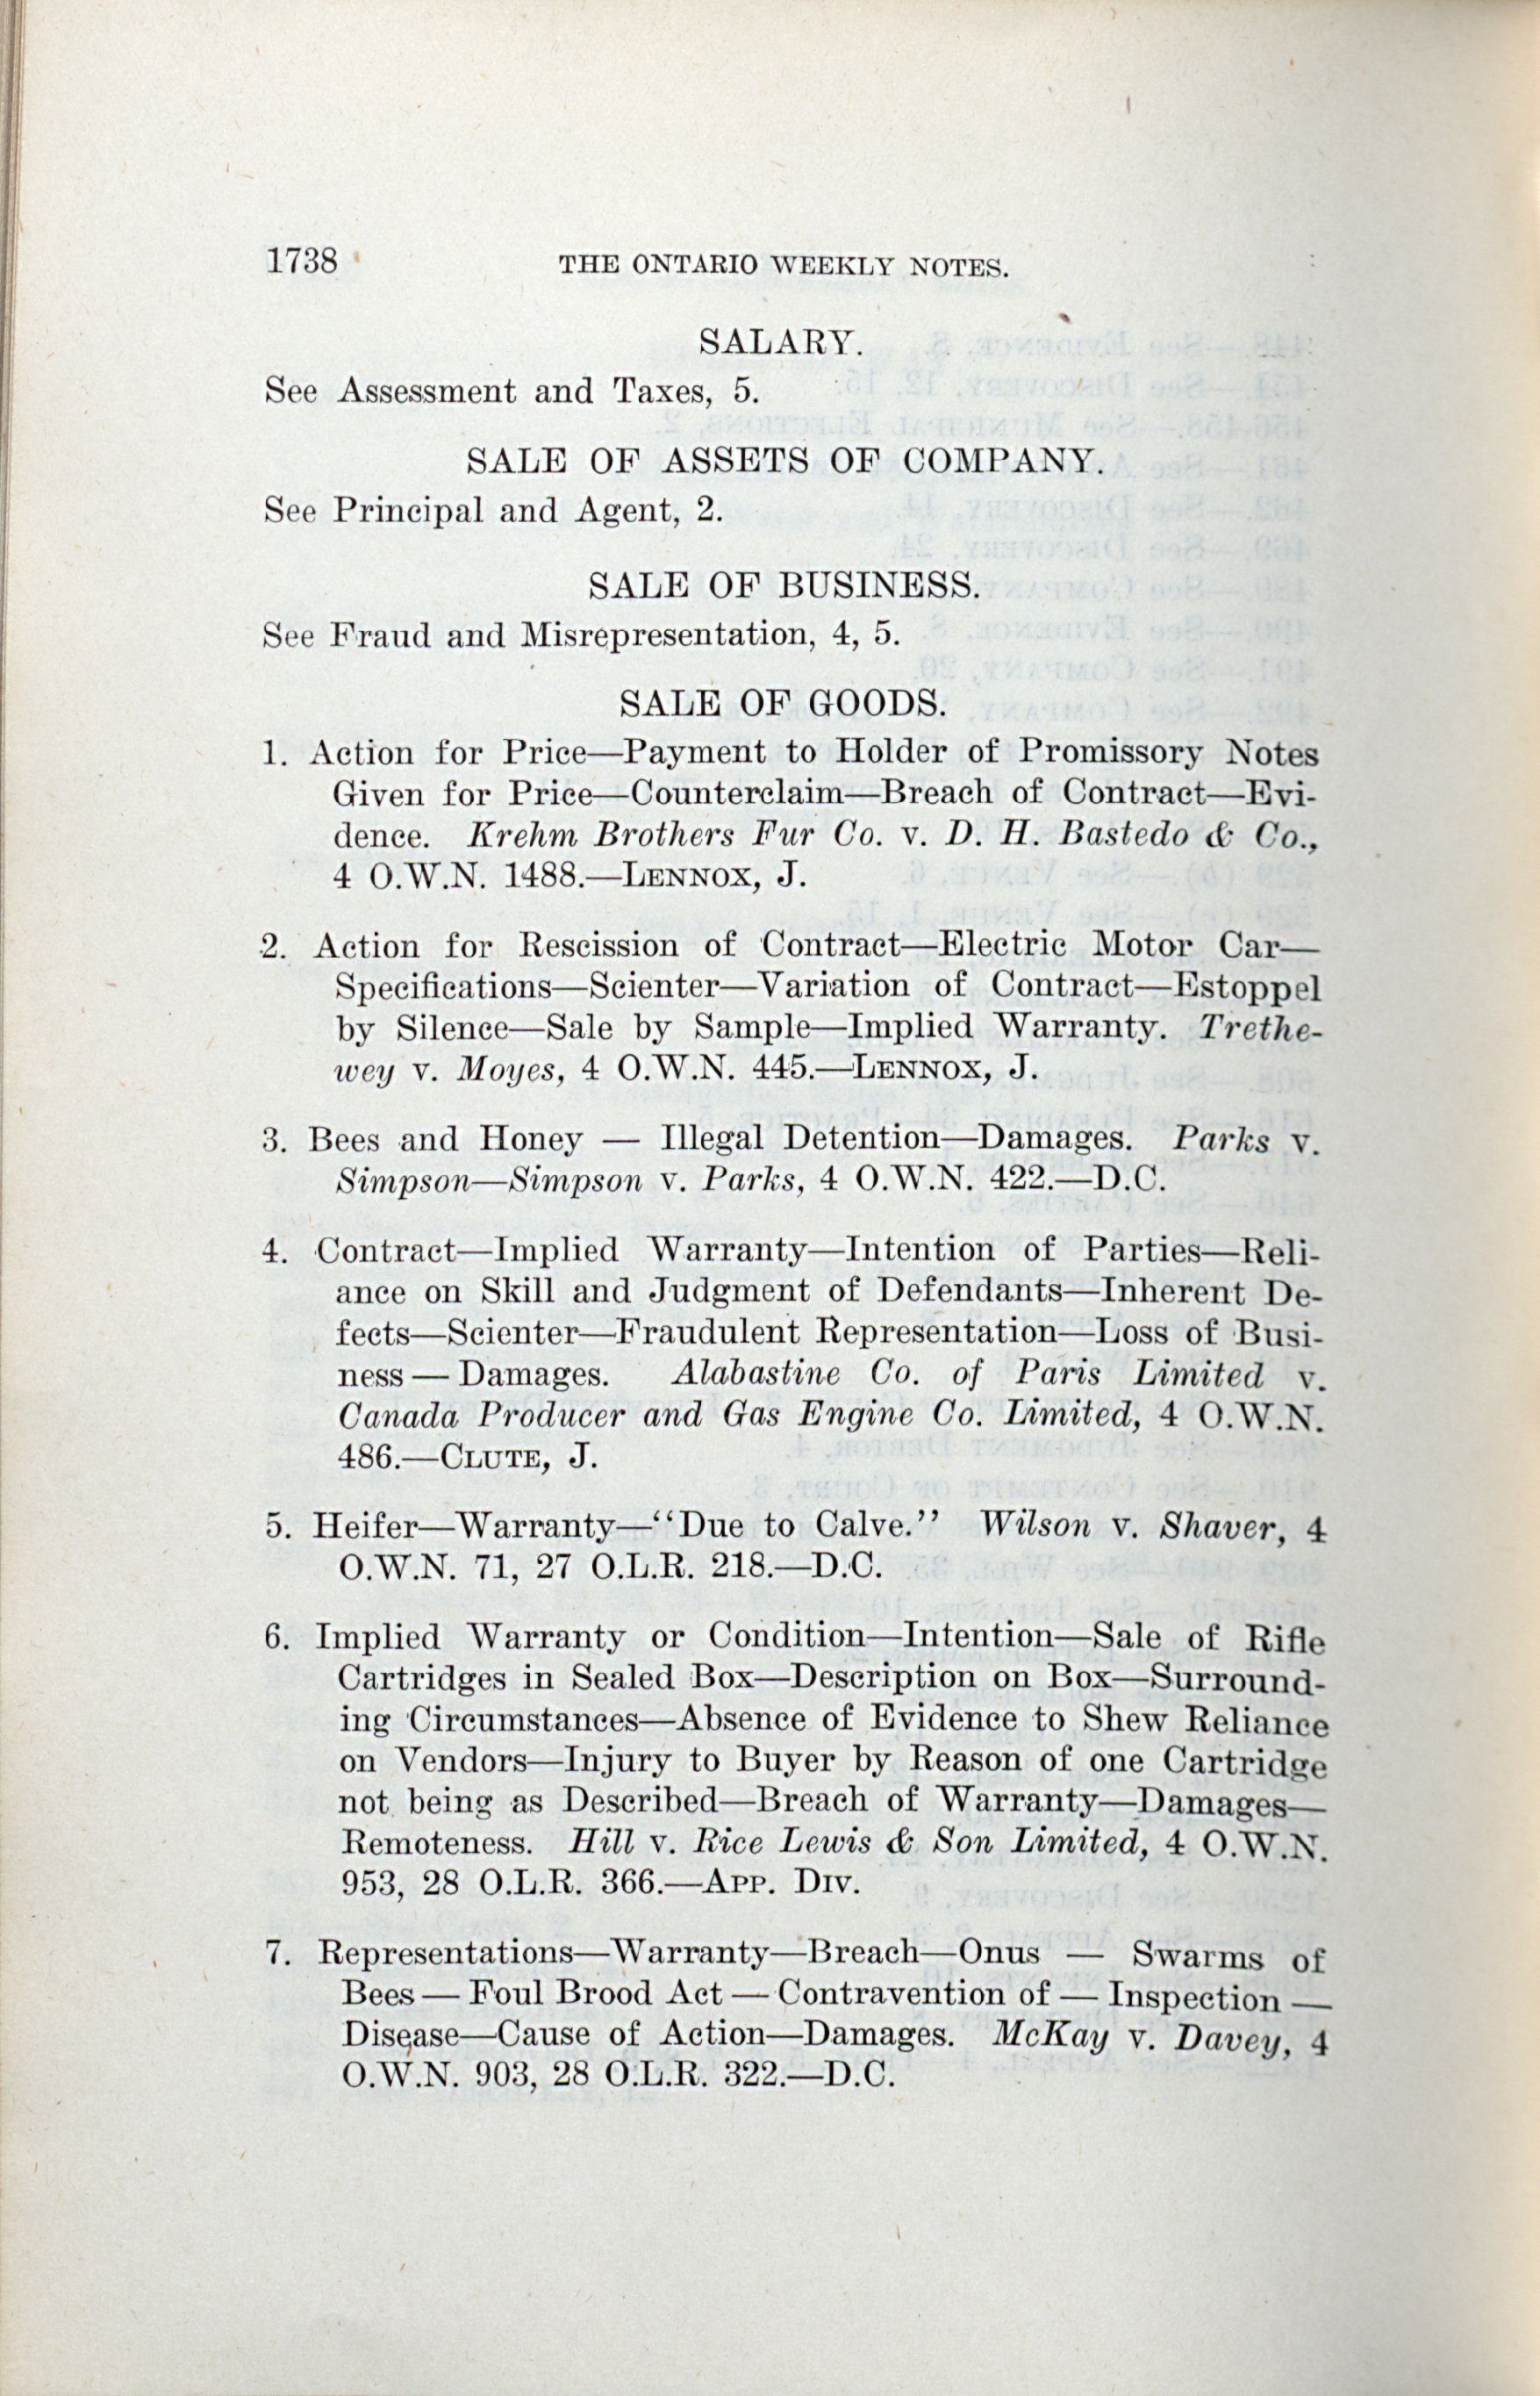 1738 THE ONTARIO WEEKLY NOTES.
SALARY.
See Assessment and Taxes, 5.
SALE OF ASSETS OF COMPANY.
See Principal and Agent, 2.
SALE OF BUSINESS.
See Fraud and Misrepresentation, 4, 5.
SALE OF GOODS.
1. Action for Price—Payment to Holder of Promissory Notes
Given for Price—Counterclaim—Breach of Contract—Evi-
dence. Krehm Brothers Fur Co. v. D. H. Bastedo & Co.,
4 O.W.N. 1488.—LENNOX, J.
2. Action for Rescission of Contract—Electric Motor Car—
Specifications—Scienter—Variation of Contract—Estoppel
by Silence—Sale by Sample—Implied Warranty. Trethe-
wey v. Moyes, 4 O.W.N. 445.—LENNOX, J.
3. Bees and Honey — Illegal Detention—Damages. Parks v.
Simpson—Simpson v. Parks, 4 O.W.N. 422.—D.C.
4. Contract—Implied Warranty—Intention of Parties—Reli-
ance on Skill and Judgment of Defendants—Inherent De-
fects—Scienter—Fraudulent Representation—Loss of Busi-
ness — Damages. Alabastine Co. of Paris Limited v.
Canada Producer and Gas Engine Co. Limited, 4 O.W.N.
486.—CLUTE, J.
5. Heifer—Warranty—“Due to Calve.” Wilson v. Shaver, 4
O.W.N. 71, 27 O.L.R. 218.—D.C.
6. Implied Warranty or Condition—Intention—Sale of Rifle
Cartridges in Sealed Box—Description on Box—Surround-
ing Circumstances—Absence of Evidence to Shew Reliance
on Vendors—Injury to Buyer by Reason of one Cartridge
not being as Described—Breach of Warranty—Damages—
Remoteness. Hill v. Rice Lewis & Son Limited, 4 O.W.N.
953, 28 O.L.R. 366.—APP. DIV.
7. Representations—Warranty—Breach—Onus — Swarms of
Bees — Foul Brood Act — Contravention of — Inspection —
Disease—Cause of Action—Damages. McKay v. Davey, 4
O.W.N. 903, 28 O.L.R. 322.—D.C.